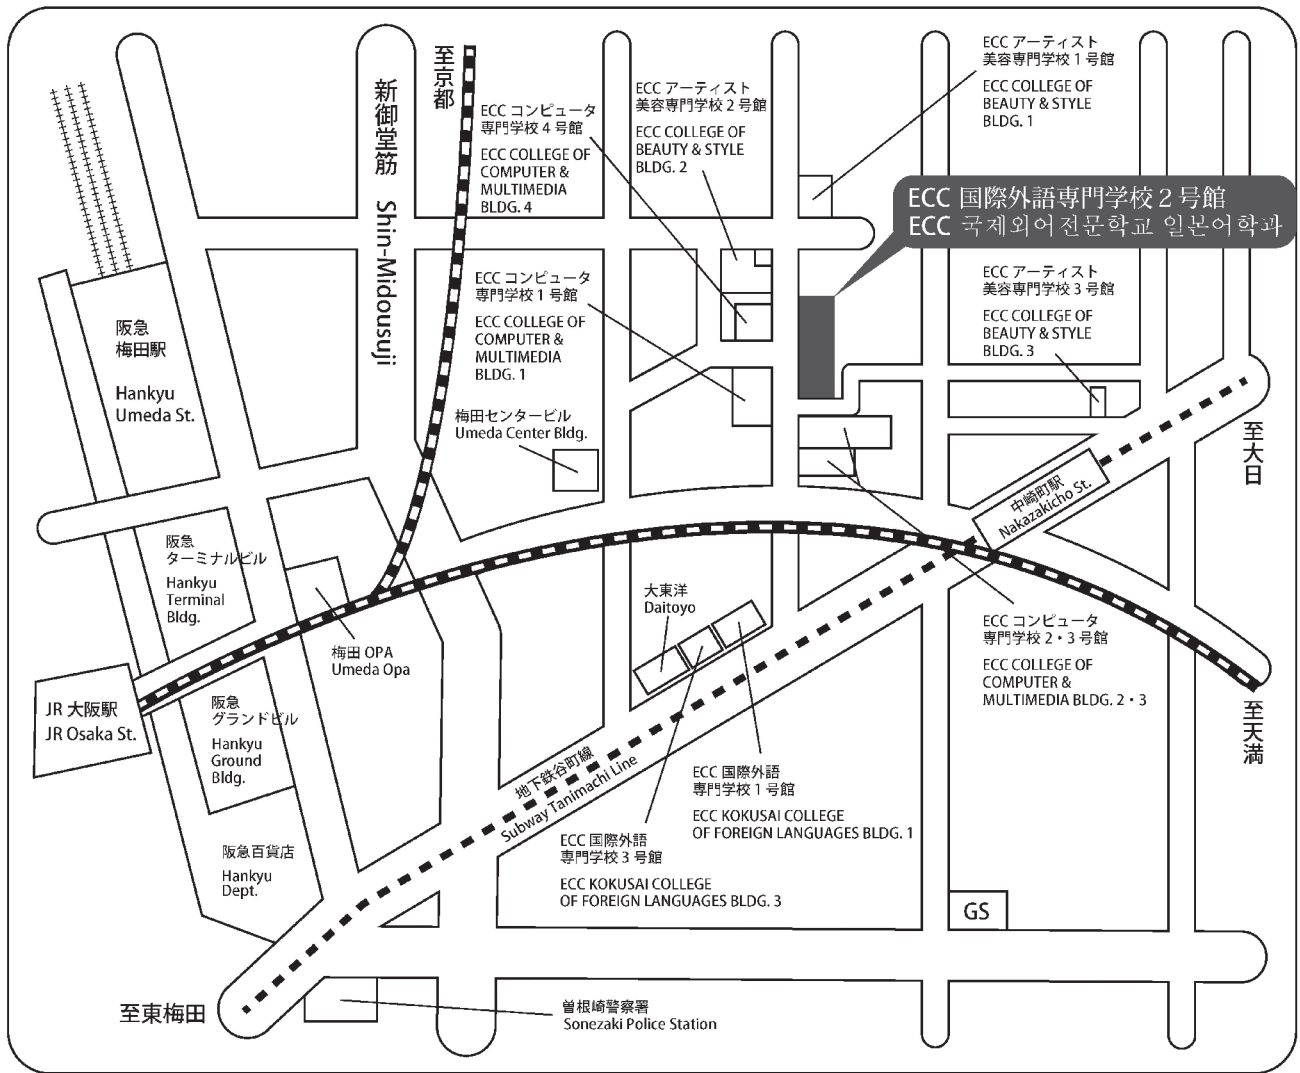 ECC アーティスト
美容専門学校１号館
ECC COLLEGE OF
BEAUTY & STYLE
BLDG. 1
至京都
新御堂筋 Shin-Midousuji
ECC コンピュータ
専門学校４号館
ECC COLLEGE OF
COMPUTER &
MULTIMEDIA
BLDG. 4
ECC アーティスト
美容専門学校２号館
ECC COLLEGE OF
BEAUTY & STYLE
BLDG. 2
ECC 国際外語専門学校２号館
ECC 국제외어전문학교 일본어학과
ECC コンピュータ
専門学校１号館
ECC COLLEGE OF
COMPUTER &
MULTIMEDIA
BLDG. 1
ECC アーティスト
美容専門学校３号館
ECC COLLEGE OF
BEAUTY & STYLE
BLDG. 3
阪急
梅田駅
Hankyu
Umeda St.
梅田センタービル
Umeda Center Bldg.
至大日
中崎町駅
Nakazakicho St.
阪急
ターミナルビル
Hankyu
Terminal
Bldg.
大東洋
Daitoyo
梅田 OPA
Umeda Opa
ECC コンピュータ
専門学校２・３号館
ECC COLLEGE OF
COMPUTER &
MULTIMEDIA BLDG. 2・3
JR 大阪駅
JR Osaka St.
阪急
グランドビル
Hankyu
Ground
Bldg.
至天満
地下鉄谷町線
Subway Tanimachi Line
ECC 国際外語
専門学校１号館
ECC KOKUSAI COLLEGE
OF FOREIGN LANGUAGES BLDG. 1
ECC 国際外語
専門学校３号館
ECC KOKUSAI COLLEGE
OF FOREIGN LANGUAGES BLDG. 3
阪急百貨店
Hankyu
Dept.
GS
至東梅田
曽根崎警察署
Sonezaki Police Station